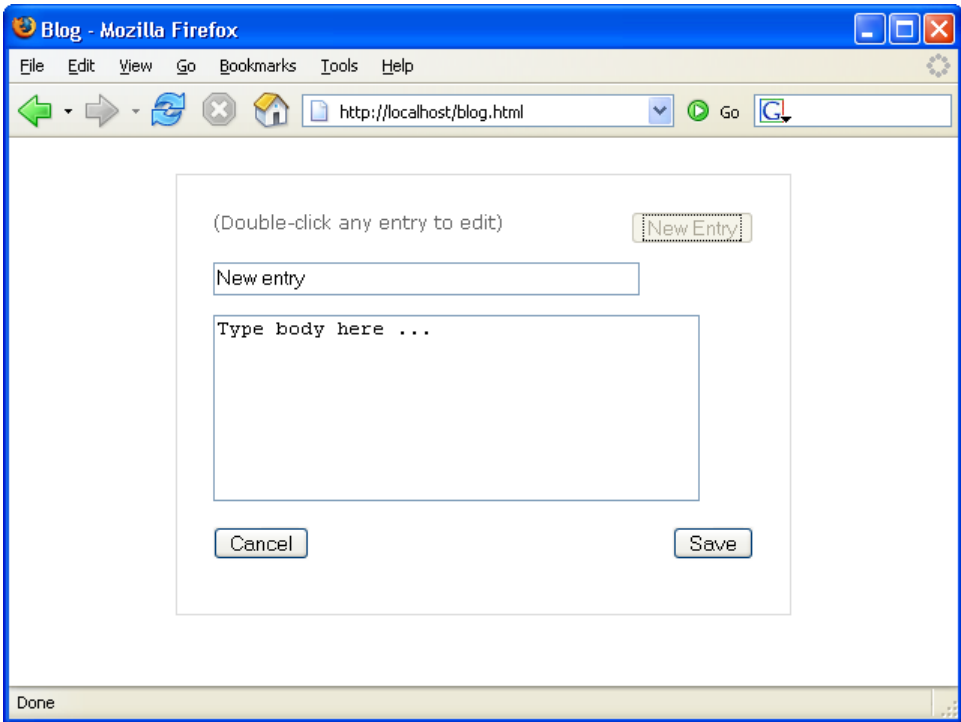 Blog - Mozilla Firefox
File Edit View Go Bookmarks Tools Help
http://localhost/blog.html Go G
(Double-click any entry to edit) New Entry
New entry
Type body here ...
Cancel Save
Done